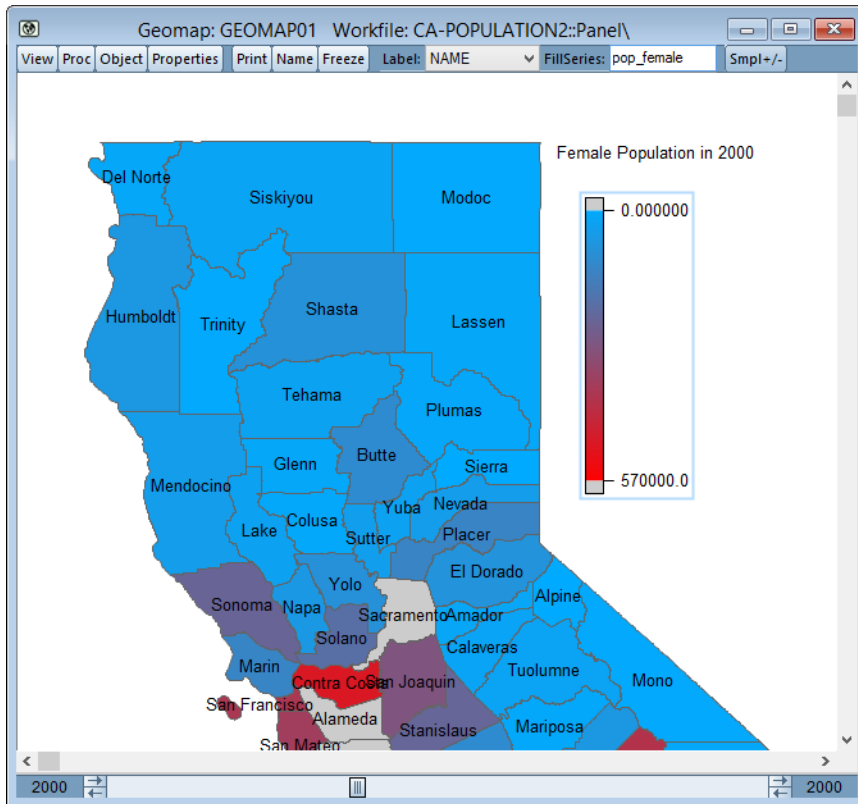 Geomap: GEOMAP01 Workfile: CA-POPULATION2::Panel\
View Proc Object Properties Print Name Freeze Label: NAME FillSeries: pop_female Smpl+/-
Female Population in 2000
0.000000
570000.0
Del Norte
Siskiyou
Modoc
Humboldt
Trinity
Shasta
Lassen
Tehama
Plumas
Butte
Glenn
Sierra
Mendocino
Yuba
Nevada
Lake
Colusa
Sutter
Placer
El Dorado
Yolo
Sonoma
Napa
Sacramento
Amador
Alpine
Solano
Calaveras
Marin
Tuolumne
Mono
Contra Costa
San Joaquin
San Francisco
Alameda
Stanislaus
Mariposa
San Mateo
2000
2000